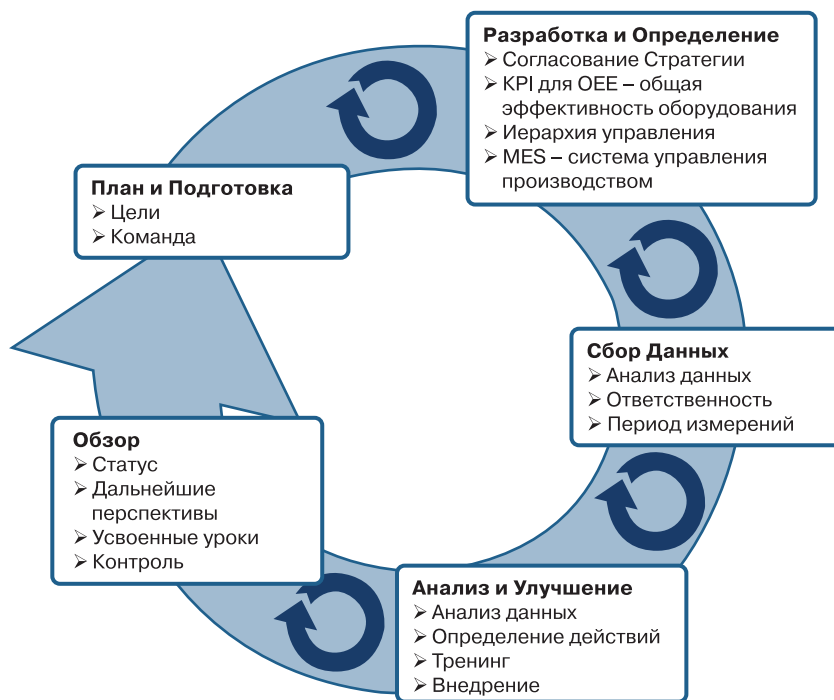 План и Подготовка
➢ Цели
➢ Команда
Разработка и Определение
➢ Согласование Стратегии
➢ KPI для OEE – общая
эффективность оборудования
➢ Иерархия управления
➢ MES – система управления
производством
Сбор Данных
➢ Анализ данных
➢ Ответственность
➢ Период измерений
Анализ и Улучшение
➢ Анализ данных
➢ Определение действий
➢ Тренинг
➢ Внедрение
Обзор
➢ Статус
➢ Дальнейшие
перспективы
➢ Усвоенные уроки
➢ Контроль